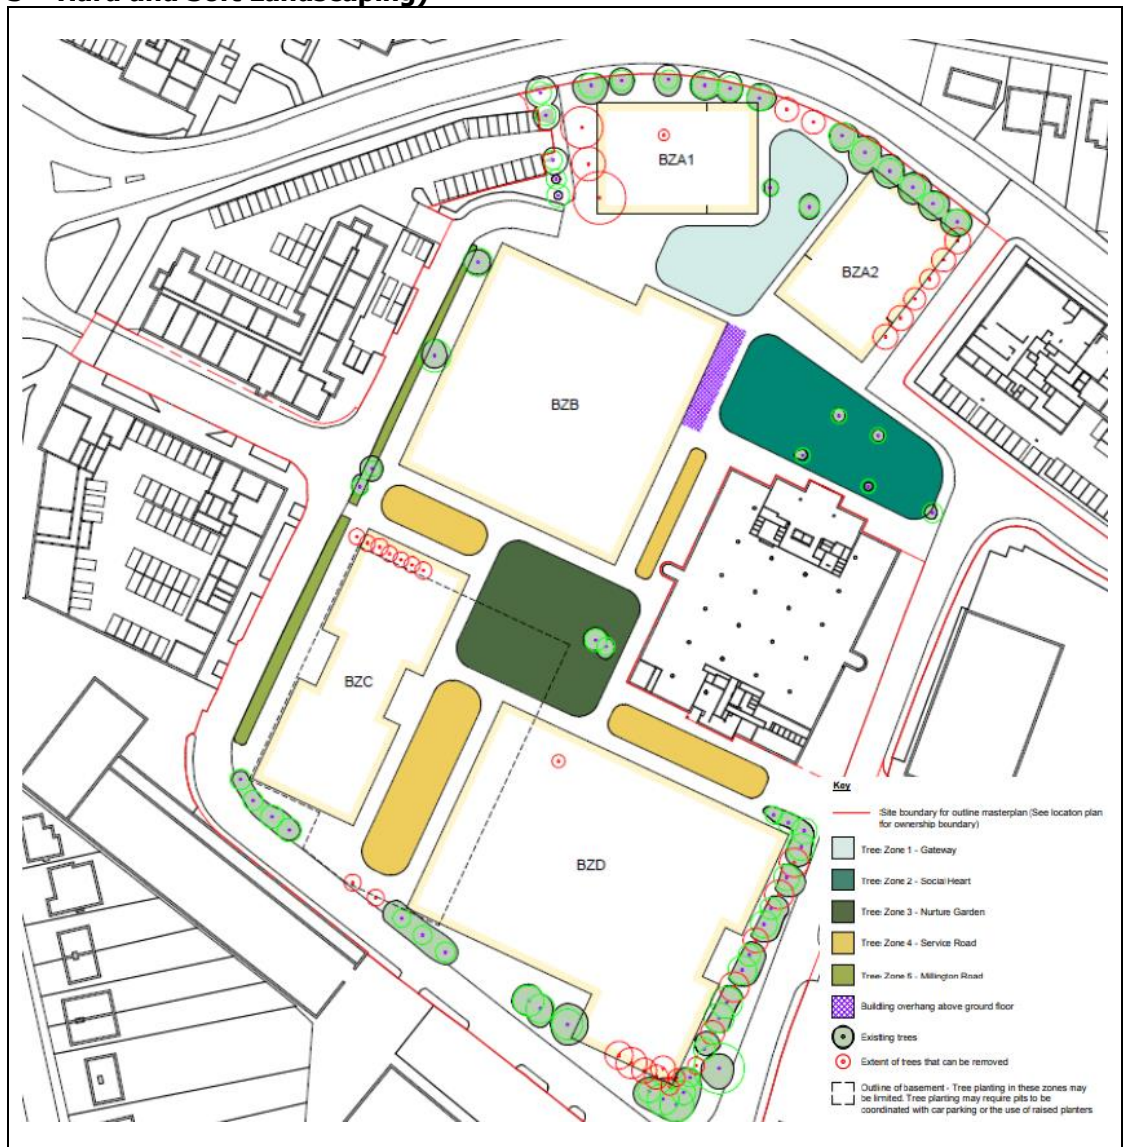 Hard and Soft Landscaping)
BZA1
BZA2
BZB
BZC
BZD
Key
Site boundary for outline masterplan (See location plan
for ownership boundary)
Tree Zone 1 - Gateway
Tree Zone 2 - Social Heart
Tree Zone 3 - Nurture Garden
Tree Zone 4 - Service Road
Tree Zone 5 - Millington Road
Building overhang above ground floor
Existing trees
Extent of trees that can be removed
Outline of basement - Tree planting in these zones may
be limited. Tree planting may require pits to be
coordinated with car parking or the use of raised planters